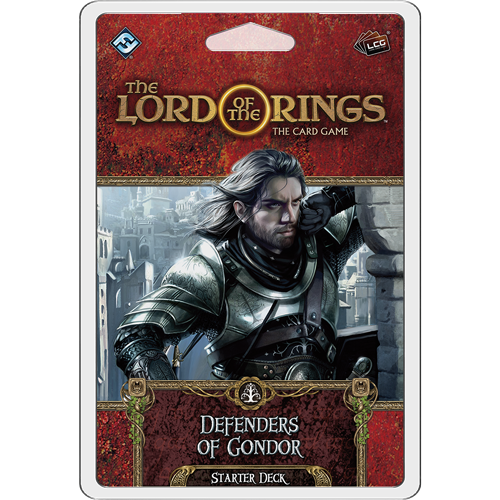 LCG
THE
LORD OF THE RINGS
THE CARD GAME
DEFENDERS
OF GONDOR
STARTER DECK